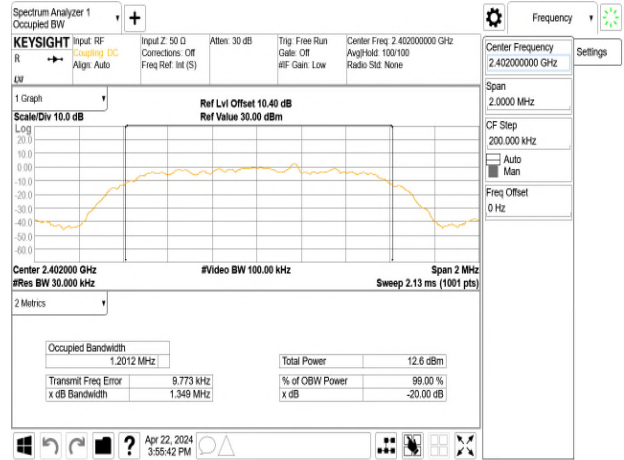 Spectrum Analyzer 1
Occupied BW
▼
+
Frequency
▼
KEYSIGHT
R
Input: RF
Coupling: DC
Align: Auto
Input Z: 50 Ω
Corrections: Off
Freq Ref: Int (S)
Atten: 30 dB
Trig: Free Run
Gate: Off
#IF Gain: Low
Center Freq: 2.402000000 GHz
Avg|Hold: 100/100
Radio Std: None
Center Frequency
2.402000000 GHz
Settings
Span
2.0000 MHz
CF Step
200.000 kHz
Auto
Man
Freq Offset
0 Hz
1 Graph
▼
Scale/Div 10.0 dB
Ref Lvl Offset 10.40 dB
Ref Value 30.00 dBm
Log
20.0
10.0
0.00
-10.0
-20.0
-30.0
-40.0
-50.0
-60.0
Center 2.402000 GHz
#Video BW 100.00 kHz
Span 2 MHz
#Res BW 30.000 kHz
Sweep 2.13 ms (1001 pts)
2 Metrics
▼
Occupied Bandwidth
1.2012 MHz
Total Power 12.6 dBm
Transmit Freq Error 9.773 kHz
% of OBW Power 99.00 %
x dB Bandwidth 1.349 MHz
x dB -20.00 dB
?
Apr 22, 2024
3:55:42 PM